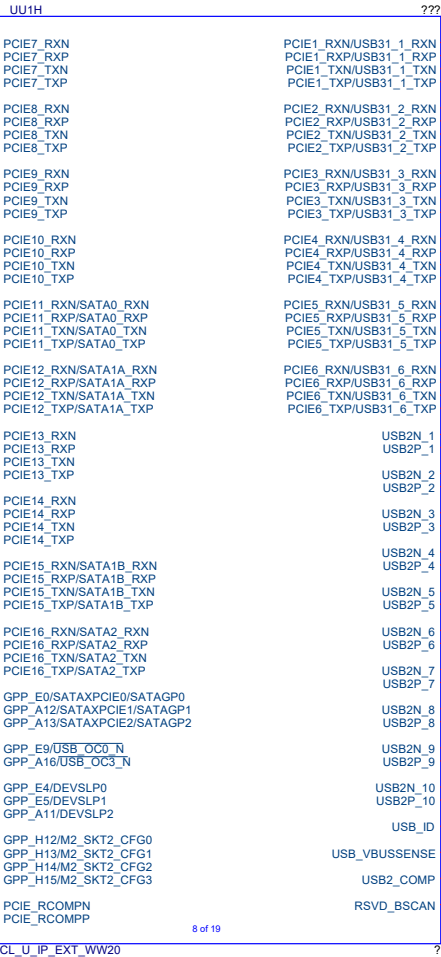 UU1H ???
PCIE7_RXN PCIE1_RXN/USB31_1_RXN
PCIE7_RXP PCIE1_RXP/USB31_1_RXP
PCIE7_TXN PCIE1_TXN/USB31_1_TXN
PCIE7_TXP PCIE1_TXP/USB31_1_TXP
PCIE8_RXN PCIE2_RXN/USB31_2_RXN
PCIE8_RXP PCIE2_RXP/USB31_2_RXP
PCIE8_TXN PCIE2_TXN/USB31_2_TXN
PCIE8_TXP PCIE2_TXP/USB31_2_TXP
PCIE9_RXN PCIE3_RXN/USB31_3_RXN
PCIE9_RXP PCIE3_RXP/USB31_3_RXP
PCIE9_TXN PCIE3_TXN/USB31_3_TXN
PCIE9_TXP PCIE3_TXP/USB31_3_TXP
PCIE10_RXN PCIE4_RXN/USB31_4_RXN
PCIE10_RXP PCIE4_RXP/USB31_4_RXP
PCIE10_TXN PCIE4_TXN/USB31_4_TXN
PCIE10_TXP PCIE4_TXP/USB31_4_TXP
PCIE11_RXN/SATA0_RXN PCIE5_RXN/USB31_5_RXN
PCIE11_RXP/SATA0_RXP PCIE5_RXP/USB31_5_RXP
PCIE11_TXN/SATA0_TXN PCIE5_TXN/USB31_5_TXN
PCIE11_TXP/SATA0_TXP PCIE5_TXP/USB31_5_TXP
PCIE12_RXN/SATA1A_RXN PCIE6_RXN/USB31_6_RXN
PCIE12_RXP/SATA1A_RXP PCIE6_RXP/USB31_6_RXP
PCIE12_TXN/SATA1A_TXN PCIE6_TXN/USB31_6_TXN
PCIE12_TXP/SATA1A_TXP PCIE6_TXP/USB31_6_TXP
PCIE13_RXN USB2N_1
PCIE13_RXP USB2P_1
PCIE13_TXN
PCIE13_TXP USB2N_2
USB2P_2
PCIE14_RXN
PCIE14_RXP USB2N_3
PCIE14_TXN USB2P_3
PCIE14_TXP
USB2N_4
PCIE15_RXN/SATA1B_RXN USB2P_4
PCIE15_RXP/SATA1B_RXP
PCIE15_TXN/SATA1B_TXN USB2N_5
PCIE15_TXP/SATA1B_TXP USB2P_5
PCIE16_RXN/SATA2_RXN USB2N_6
PCIE16_RXP/SATA2_RXP USB2P_6
PCIE16_TXN/SATA2_TXN
PCIE16_TXP/SATA2_TXP USB2N_7
USB2P_7
GPP_E0/SATAXPCIE0/SATAGP0
GPP_A12/SATAXPCIE1/SATAGP1 USB2N_8
GPP_A13/SATAXPCIE2/SATAGP2 USB2P_8
GPP_E9/USB_OC0_N USB2N_9
GPP_A16/USB_OC3_N USB2P_9
GPP_E4/DEVSLP0 USB2N_10
GPP_E5/DEVSLP1 USB2P_10
GPP_A11/DEVSLP2
USB_ID
GPP_H12/M2_SKT2_CFG0
GPP_H13/M2_SKT2_CFG1 USB_VBUSSENSE
GPP_H14/M2_SKT2_CFG2
GPP_H15/M2_SKT2_CFG3 USB2_COMP
PCIE_RCOMPN RSVD_BSCAN
PCIE_RCOMPP
8 of 19
CL_U_IP_EXT_WW20 ?